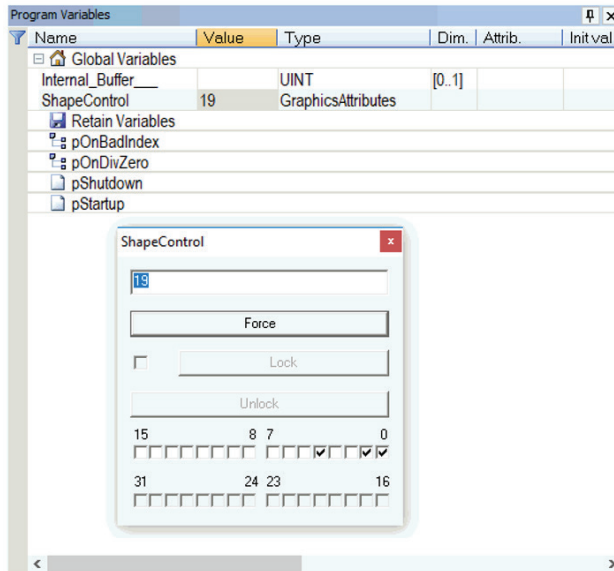 Program Variables
Name Value Type Dim. Attrib. Init val
Global Variables
Internal_Buffer___ UINT [0..1]
ShapeControl 19 GraphicsAttributes
Retain Variables
pOnBadIndex
pOnDivZero
pShutdown
pStartup
ShapeControl
19
Force
Lock
Unlock
15 8 7 0
31 24 23 16